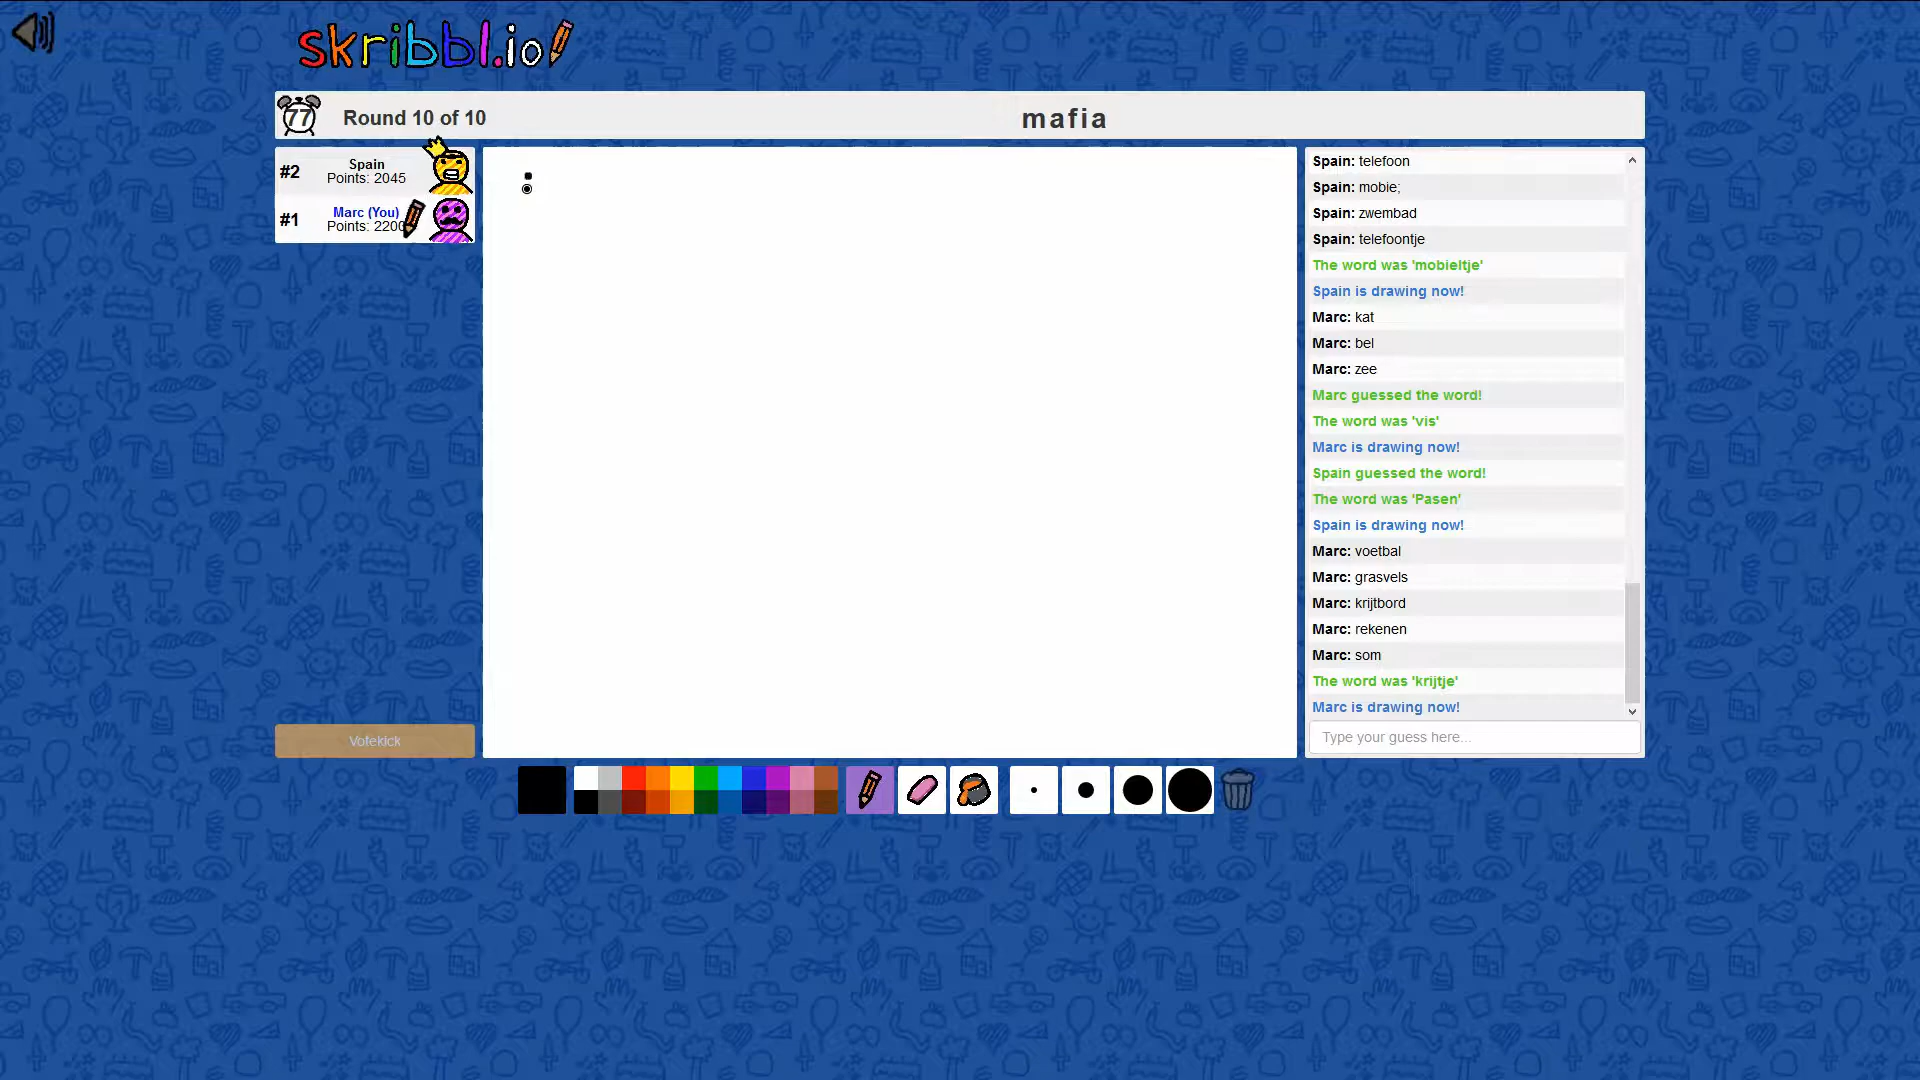 skribbl.io
77
Round 10 of 10
mafia
#2
Spain
Points: 2045
#1
Marc (You)
Points: 2200
Votekick
Spain: telefoon
Spain: mobie;
Spain: zwembad
Spain: telefoontje
The word was 'mobieltje'
Spain is drawing now!
Marc: kat
Marc: bel
Marc: zee
Marc guessed the word!
The word was 'vis'
Marc is drawing now!
Spain guessed the word!
The word was 'Pasen'
Spain is drawing now!
Marc: voetbal
Marc: grasvels
Marc: krijtbord
Marc: rekenen
Marc: som
The word was 'krijtje'
Marc is drawing now!
Type your guess here...